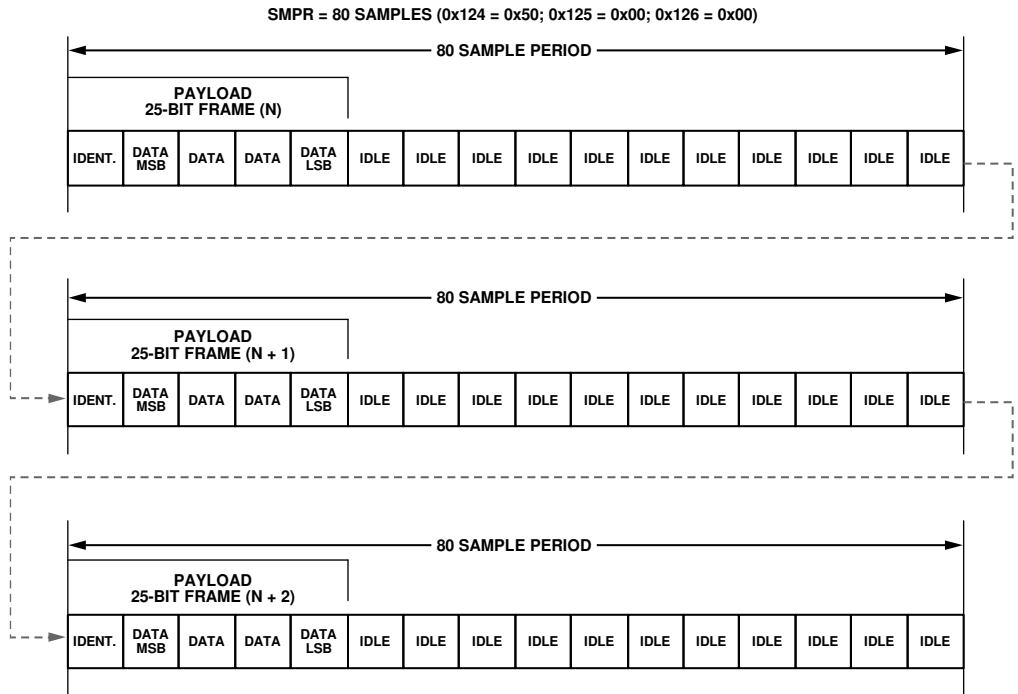 SMPR = 80 SAMPLES (0x124 = 0x50; 0x125 = 0x00; 0x126 = 0x00)
80 SAMPLE PERIOD
PAYLOAD
25-BIT FRAME (N)
IDENT. DATA MSB DATA DATA DATA LSB IDLE IDLE IDLE IDLE IDLE IDLE IDLE IDLE IDLE IDLE IDLE
80 SAMPLE PERIOD
PAYLOAD
25-BIT FRAME (N + 1)
IDENT. DATA MSB DATA DATA DATA LSB IDLE IDLE IDLE IDLE IDLE IDLE IDLE IDLE IDLE IDLE IDLE
80 SAMPLE PERIOD
PAYLOAD
25-BIT FRAME (N + 2)
IDENT. DATA MSB DATA DATA DATA LSB IDLE IDLE IDLE IDLE IDLE IDLE IDLE IDLE IDLE IDLE IDLE